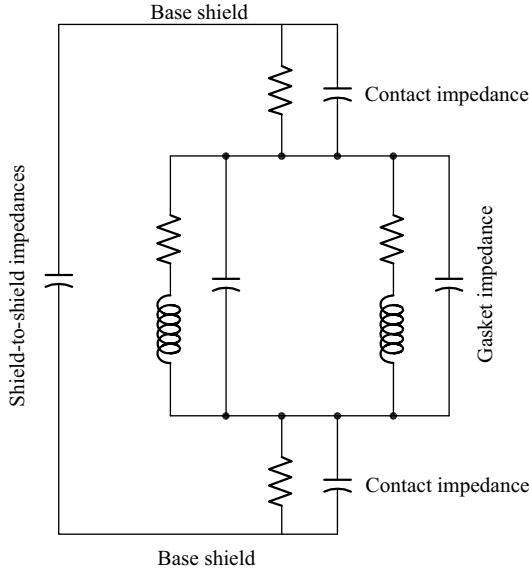 Base shield
Contact impedance
Shield-to-shield impedances
Gasket impedance
Contact impedance
Base shield